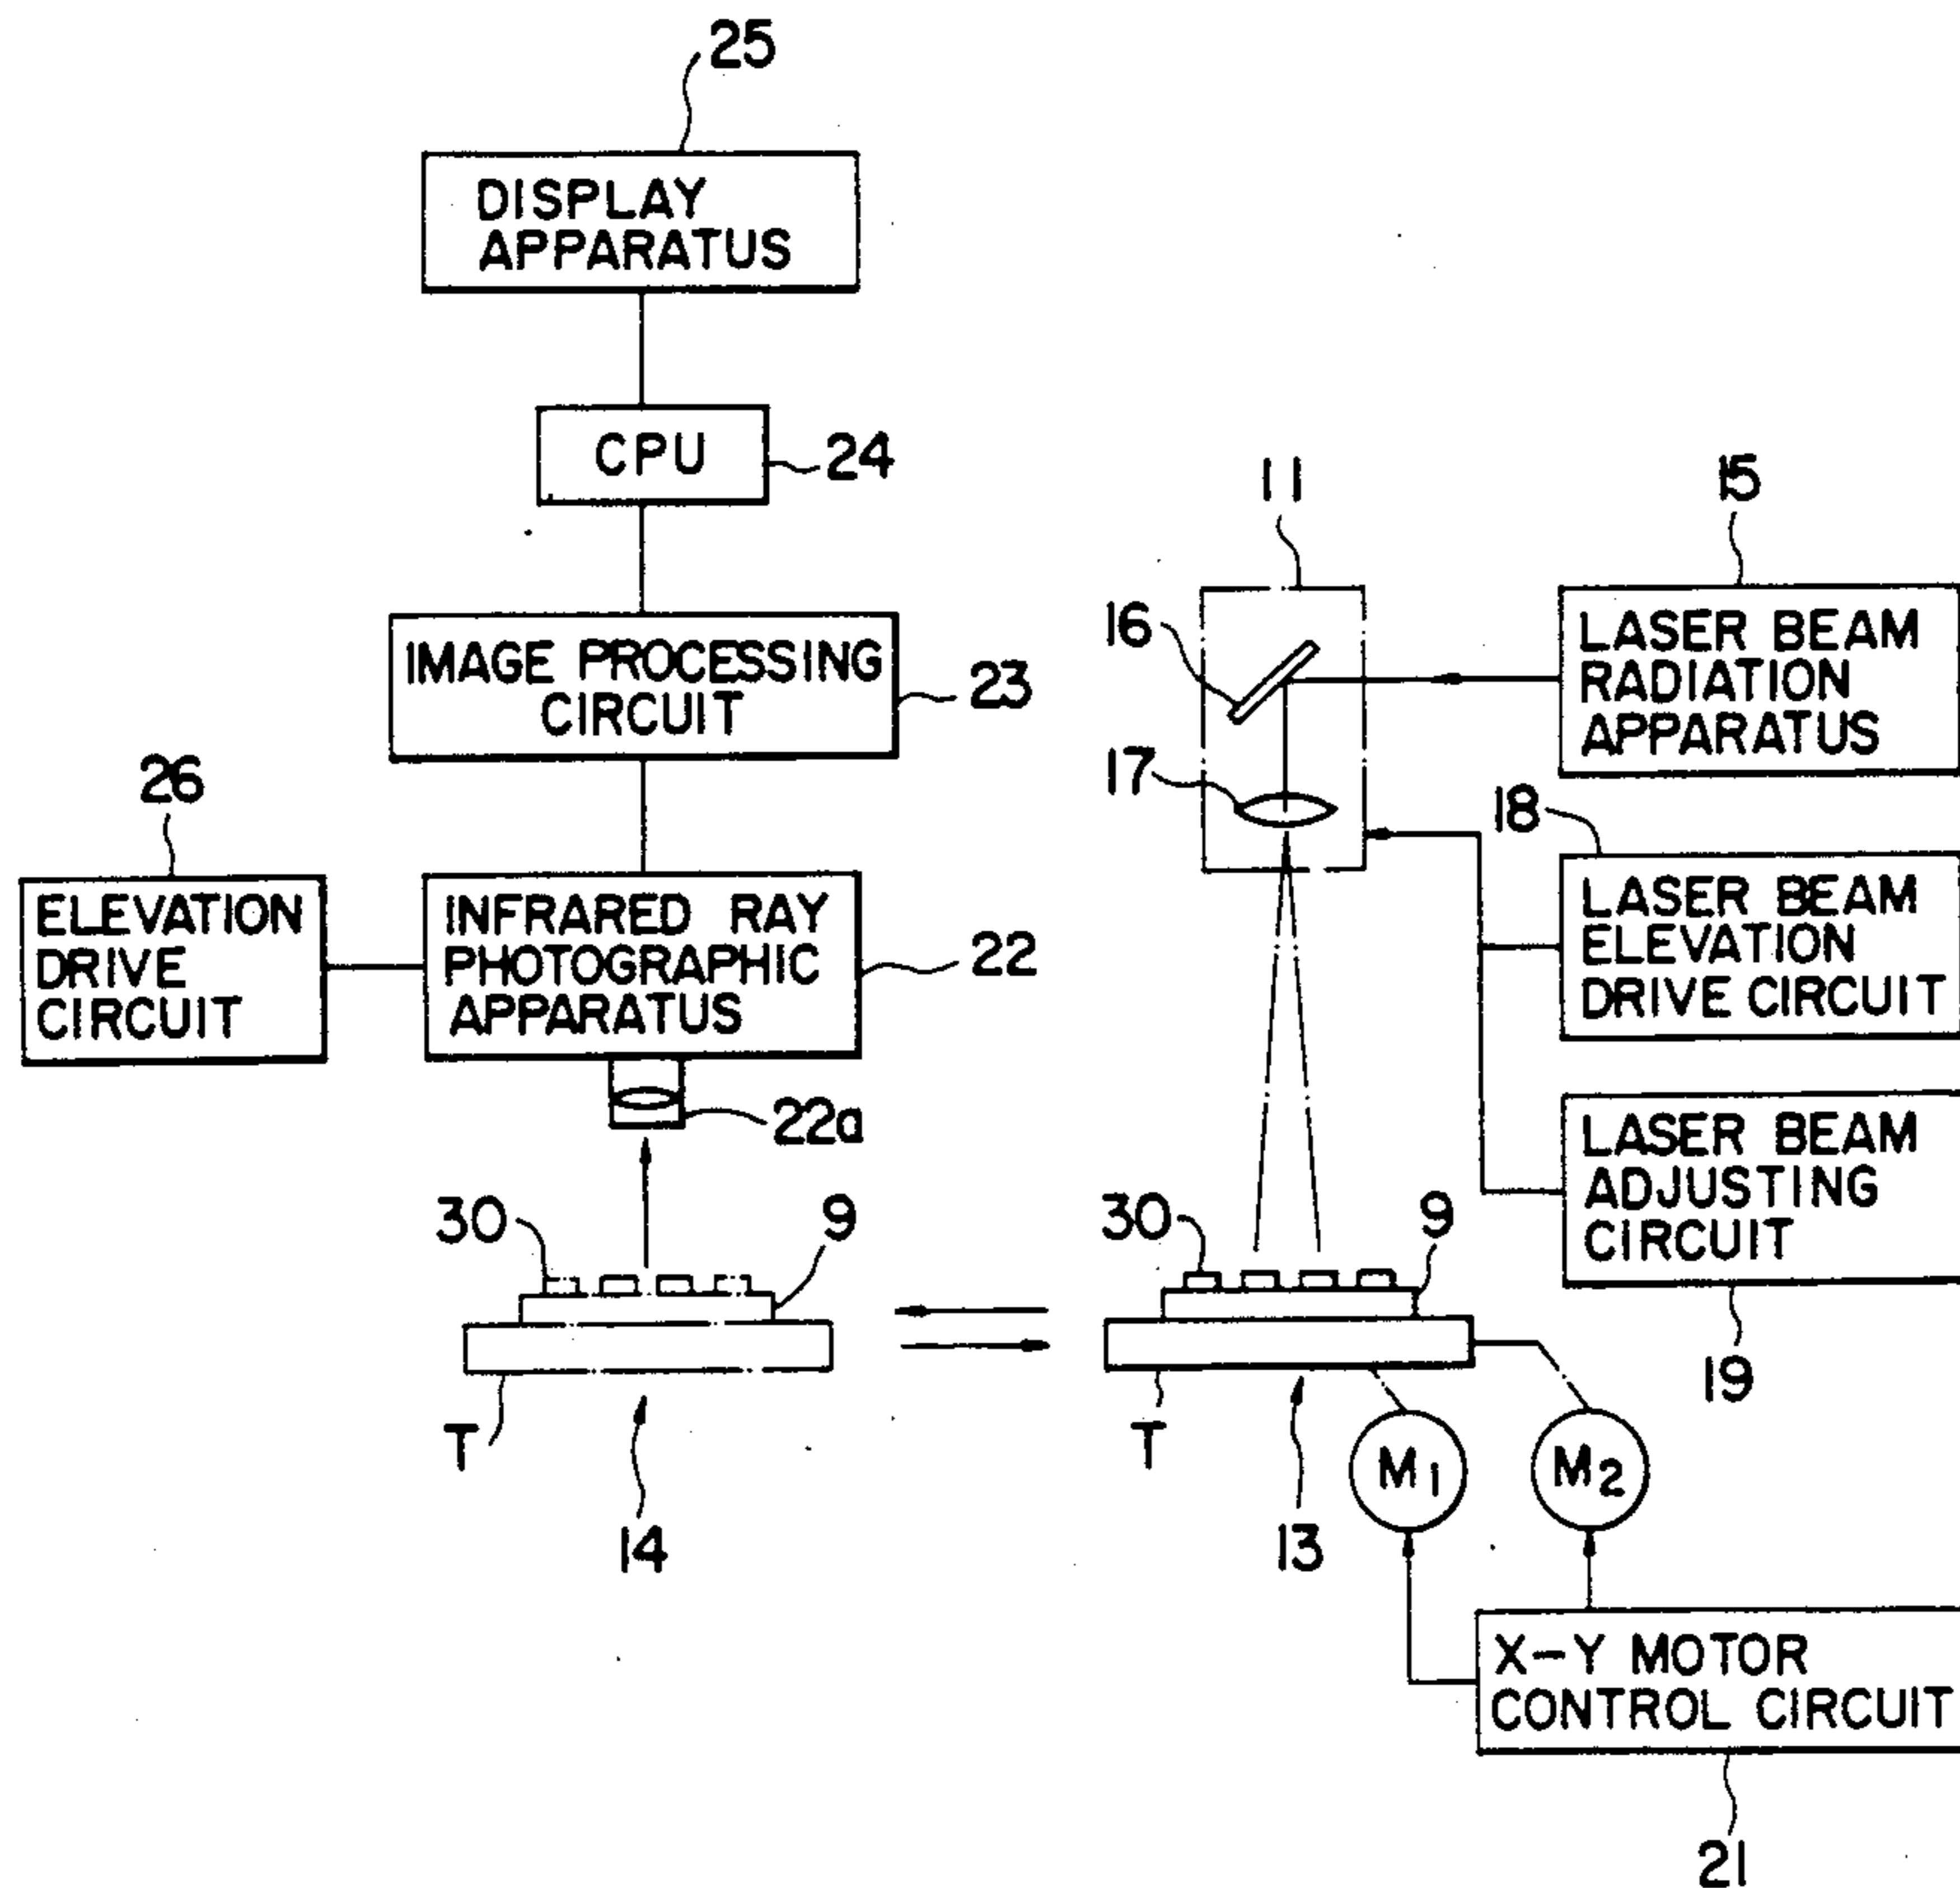 25
DISPLAY
APPARATUS
CPU
24
IMAGE PROCESSING
CIRCUIT
23
26
ELEVATION
DRIVE
CIRCUIT
INFRARED RAY
PHOTOGRAPHIC
APPARATUS
22
22a
30
9
T
14
11
16
17
15
LASER BEAM
RADIATION
APPARATUS
18
LASER BEAM
ELEVATION
DRIVE CIRCUIT
LASER BEAM
ADJUSTING
CIRCUIT
19
30
9
T
13
M1
M2
X-Y MOTOR
CONTROL CIRCUIT
21